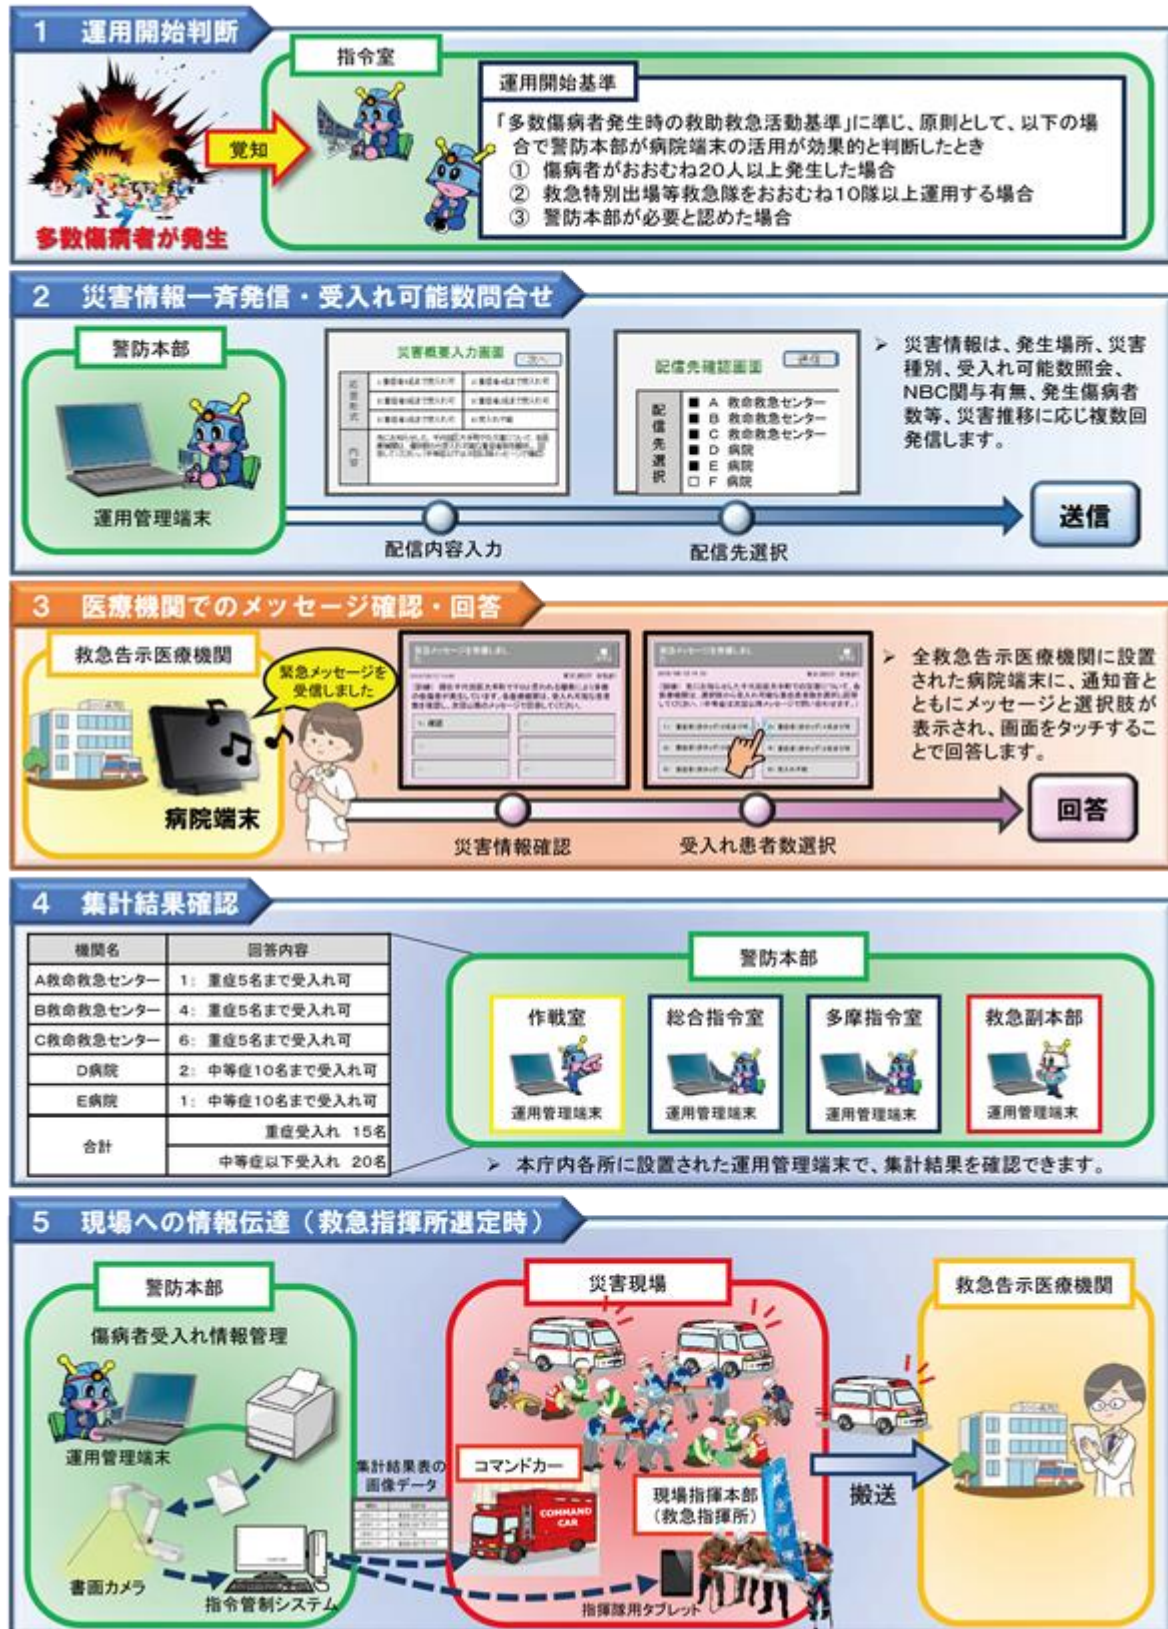 1 運用開始判断
指令室
運用開始基準
「多数傷病者発生時の救助救急活動基準」に準じ、原則として、以下の場
合で警防本部が病院端末の活用が効果的と判断したとき
① 傷病者がおおむね20人以上発生した場合
② 救急特別出場等救急隊をおおむね10隊以上運用する場合
③ 警防本部が必要と認めた場合
覚知
多数傷病者が発生
2 災害情報一斉発信・受入れ可能数問合せ
警防本部
運用管理端末
災害概要入力画面
次へ
内容
配信内容入力
配信先確認画面
送信
配信先選択
■ A 救命救急センター
■ B 救命救急センター
■ C 救命救急センター
■ D 病院
■ E 病院
□ F 病院
配信先選択
➢ 災害情報は、発生場所、災害
種別、受入れ可能数照会、
NBC関与有無、発生傷病者
数等、災害推移に応じ複数回
発信します。
送信
3 医療機関でのメッセージ確認・回答
救急告示医療機関
緊急メッセージを
受信しました
病院端末
確認
災害情報確認
受入れ患者数選択
➢ 全救急告示医療機関に設置
された病院端末に、通知音と
ともにメッセージと選択肢が
表示され、画面をタッチするこ
とで回答します。
回答
4 集計結果確認
機関名 回答内容
A救命救急センター 1: 重症5名まで受入れ可
B救命救急センター 4: 重症5名まで受入れ可
C救命救急センター 6: 重症5名まで受入れ可
D病院 2: 中等症10名まで受入れ可
E病院 1: 中等症10名まで受入れ可
合計 重症受入れ 15名
中等症以下受入れ 20名
警防本部
作戦室 総合指令室 多摩指令室 救急副本部
運用管理端末 運用管理端末 運用管理端末 運用管理端末
➢ 本庁内各所に設置された運用管理端末で、集計結果を確認できます。
5 現場への情報伝達（救急指揮所選定時）
警防本部
傷病者受入れ情報管理
運用管理端末
書画カメラ
指令管制システム
集計結果表の
画像データ
災害現場
コマンドカー
COMMAND
CAR
現場指揮本部
（救急指揮所）
指揮隊用タブレット
搬送
救急告示医療機関